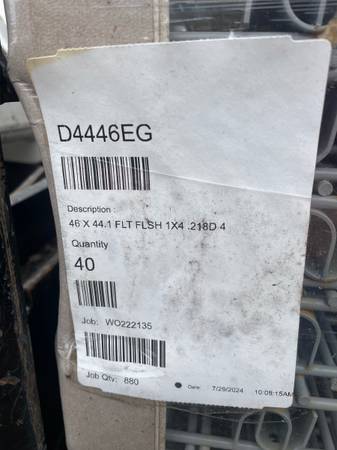 D4446EG
Description
46 X 44.1 FLT FLSH 1X4 .218D 4
Quantity
40
Job: WO222135
Job Qty: 880
Date: 7/29/2024 10:09:15AM